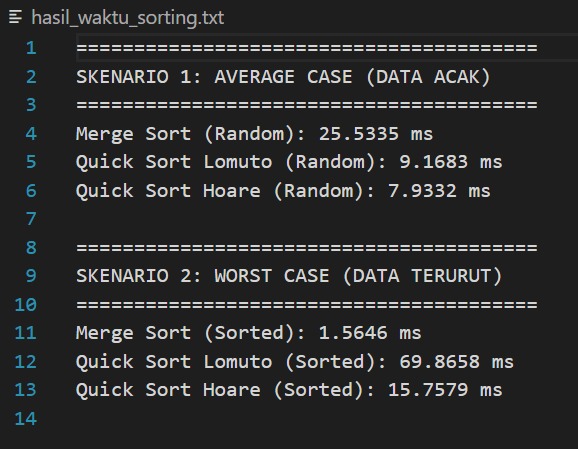 hasil_waktu_sorting.txt
1 ========================================
2 SKENARIO 1: AVERAGE CASE (DATA ACAK)
3 ========================================
4 Merge Sort (Random): 25.5335 ms
5 Quick Sort Lomuto (Random): 9.1683 ms
6 Quick Sort Hoare (Random): 7.9332 ms
7
8 ========================================
9 SKENARIO 2: WORST CASE (DATA TERURUT)
10 ========================================
11 Merge Sort (Sorted): 1.5646 ms
12 Quick Sort Lomuto (Sorted): 69.8658 ms
13 Quick Sort Hoare (Sorted): 15.7579 ms
14